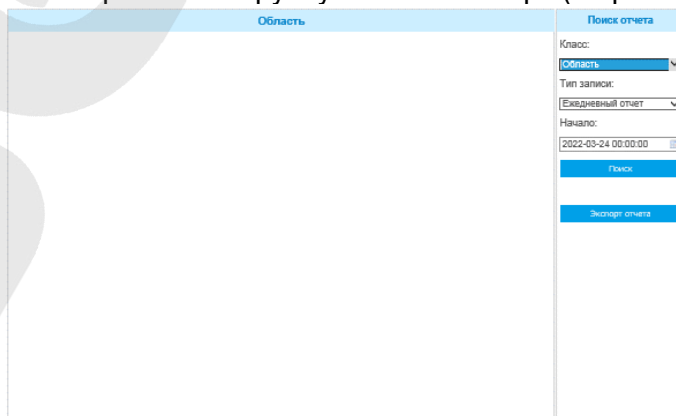 Область
Поиск отчета
Класс:
Область
Тип записи:
Ежедневный отчет
Начало:
2022-03-24 00:00:00
Поиск
Экспорт отчета